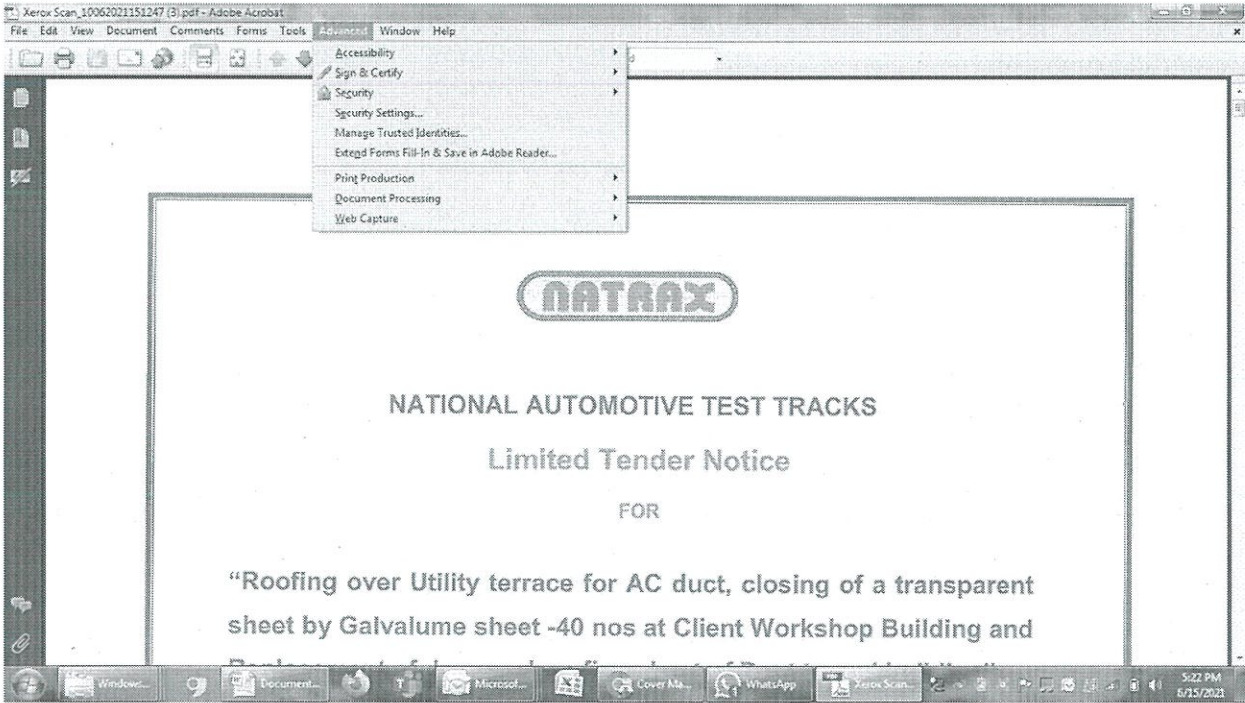 Xerox Scan_10062021151247 (3).pdf - Adobe Acrobat
File Edit View Document Comments Forms Tools Advanced Window Help
Accessibility
Sign & Certify
Security
Security Settings...
Manage Trusted Identities...
Extend Forms Fill-In & Save in Adobe Reader...
Print Production
Document Processing
Web Capture
NATRAX
NATIONAL AUTOMOTIVE TEST TRACKS
Limited Tender Notice
FOR
“Roofing over Utility terrace for AC duct, closing of a transparent
sheet by Galvalume sheet -40 nos at Client Workshop Building and
Windows... Document... Microsof... Cover Ma... WhatsApp Xerox Scan...
5:22 PM
6/15/2021